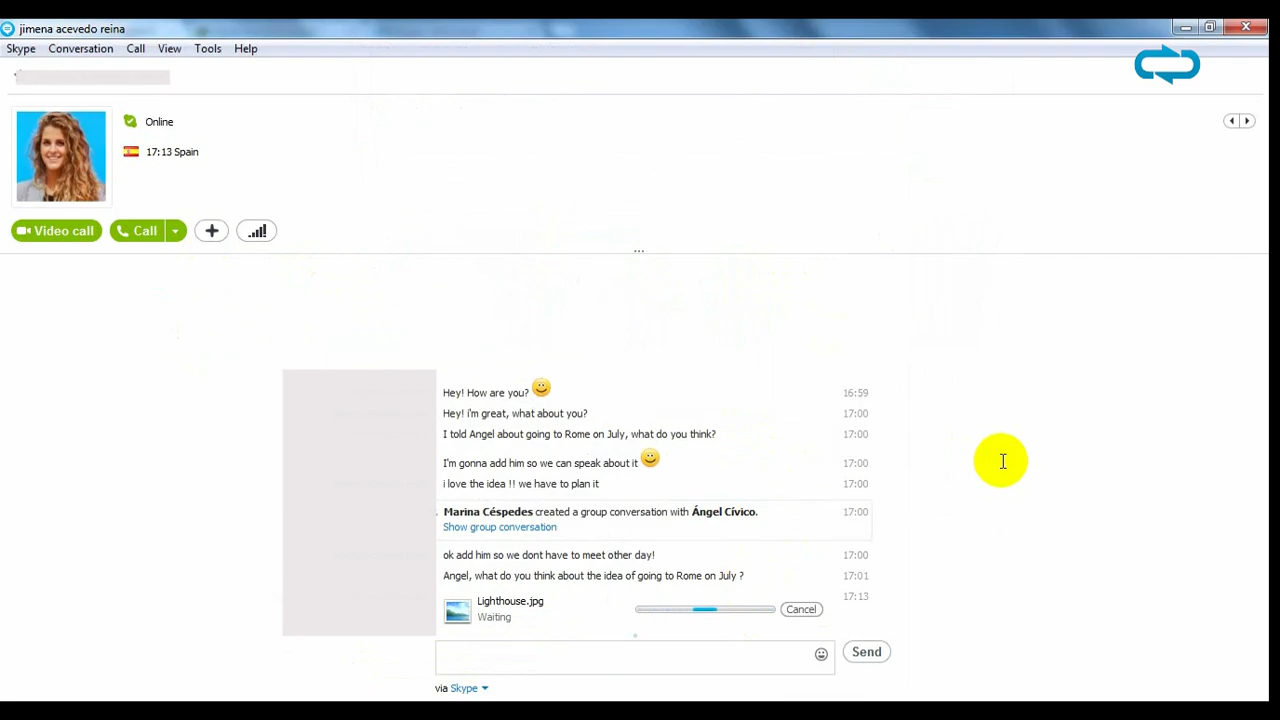 jimena acevedo reina
Skype Conversation Call View Tools Help
Online
17:13 Spain
Video call Call
...
Hey! How are you? 16:59
Hey! i'm great, what about you? 17:00
I told Angel about going to Rome on July, what do you think? 17:00
I'm gonna add him so we can speak about it 17:00
i love the idea !! we have to plan it 17:00
Marina Céspedes created a group conversation with Ángel Cívico. 17:00
Show group conversation
ok add him so we dont have to meet other day! 17:00
Angel, what do you think about the idea of going to Rome on July ? 17:01
Lighthouse.jpg 17:13
Waiting Cancel
Send
via Skype